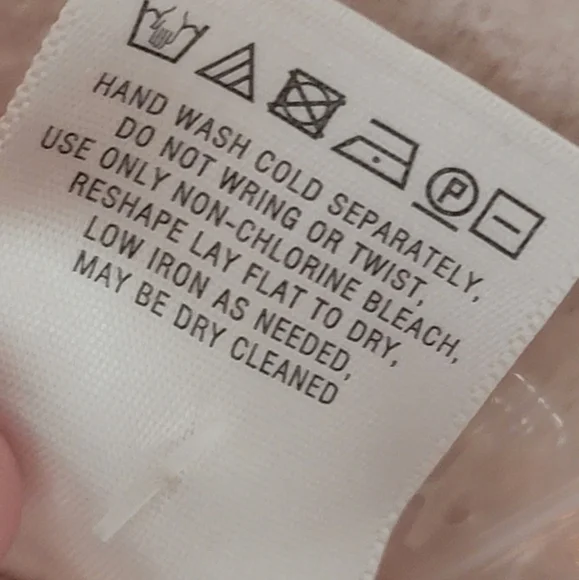 P
HAND WASH COLD SEPARATELY,
DO NOT WRING OR TWIST,
USE ONLY NON-CHLORINE BLEACH,
RESHAPE LAY FLAT TO DRY,
LOW IRON AS NEEDED,
MAY BE DRY CLEANED